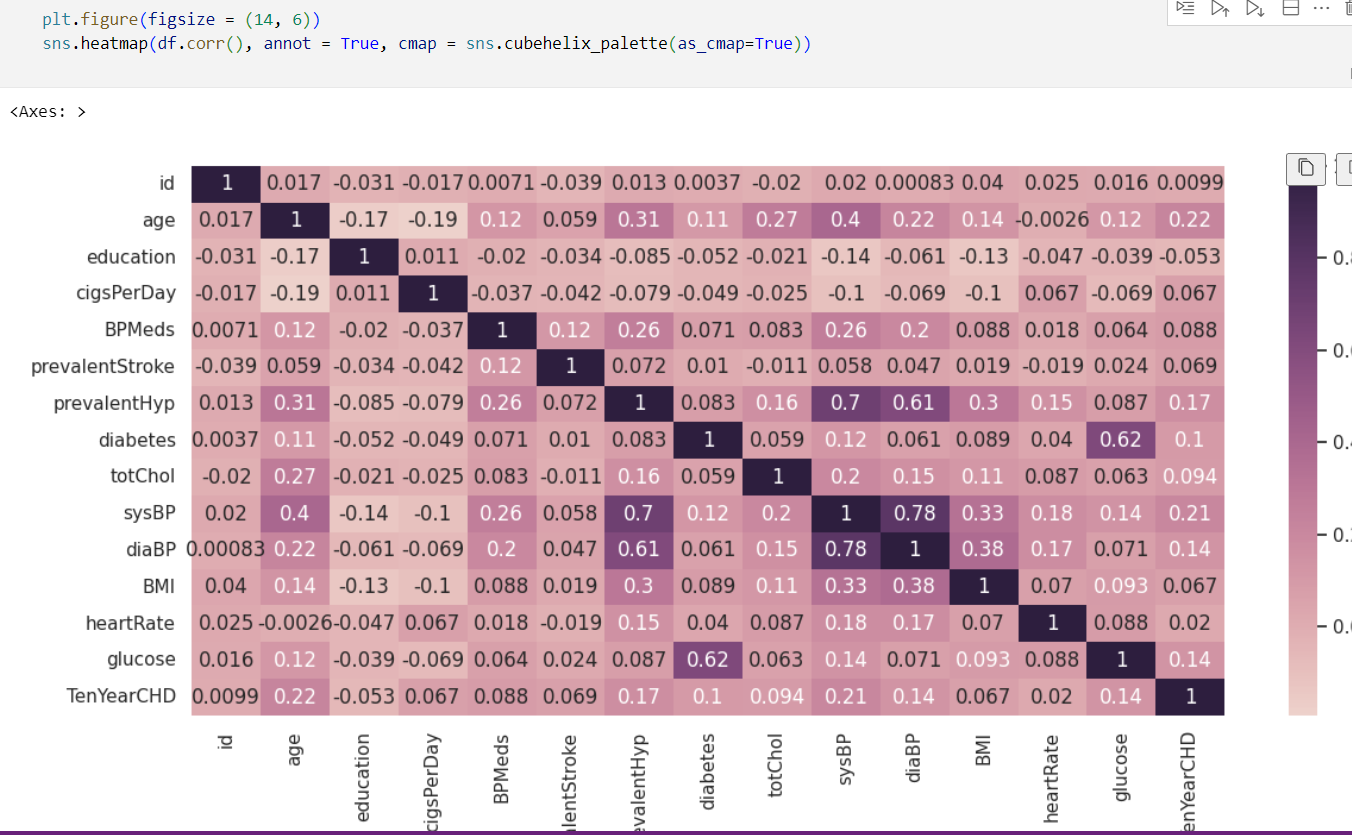 plt.figure(figsize = (14, 6))
sns.heatmap(df.corr(), annot = True, cmap = sns.cubehelix_palette(as_cmap=True))
<Axes: >
id 1 0.017 -0.031 -0.017 0.0071 -0.039 0.013 0.0037 -0.02 0.02 0.00083 0.04 0.025 0.016 0.0099
age 0.017 1 -0.17 -0.19 0.12 0.059 0.31 0.11 0.27 0.4 0.22 0.14 -0.0026 0.12 0.22
education -0.031 -0.17 1 0.011 -0.02 -0.034 -0.085 -0.052 -0.021 -0.14 -0.061 -0.13 -0.047 -0.039 -0.053
cigsPerDay -0.017 -0.19 0.011 1 -0.037 -0.042 -0.079 -0.049 -0.025 -0.1 -0.069 -0.1 0.067 -0.069 0.067
BPMeds 0.0071 0.12 -0.02 -0.037 1 0.12 0.26 0.071 0.083 0.26 0.2 0.088 0.018 0.064 0.088
prevalentStroke -0.039 0.059 -0.034 -0.042 0.12 1 0.072 0.01 -0.011 0.058 0.047 0.019 -0.019 0.024 0.069
prevalentHyp 0.013 0.31 -0.085 -0.079 0.26 0.072 1 0.083 0.16 0.7 0.61 0.3 0.15 0.087 0.17
diabetes 0.0037 0.11 -0.052 -0.049 0.071 0.01 0.083 1 0.059 0.12 0.061 0.089 0.04 0.62 0.1
totChol -0.02 0.27 -0.021 -0.025 0.083 -0.011 0.16 0.059 1 0.2 0.15 0.11 0.087 0.063 0.094
sysBP 0.02 0.4 -0.14 -0.1 0.26 0.058 0.7 0.12 0.2 1 0.78 0.33 0.18 0.14 0.21
diaBP 0.00083 0.22 -0.061 -0.069 0.2 0.047 0.61 0.061 0.15 0.78 1 0.38 0.17 0.071 0.14
BMI 0.04 0.14 -0.13 -0.1 0.088 0.019 0.3 0.089 0.11 0.33 0.38 1 0.07 0.093 0.067
heartRate 0.025 -0.0026 -0.047 0.067 0.018 -0.019 0.15 0.04 0.087 0.18 0.17 0.07 1 0.088 0.02
glucose 0.016 0.12 -0.039 -0.069 0.064 0.024 0.087 0.62 0.063 0.14 0.071 0.093 0.088 1 0.14
TenYearCHD 0.0099 0.22 -0.053 0.067 0.088 0.069 0.17 0.1 0.094 0.21 0.14 0.067 0.02 0.14 1
id age education cigsPerDay BPMeds alentStroke evalentHyp diabetes totChol sysBP diaBP BMI heartRate glucose enYearCHD